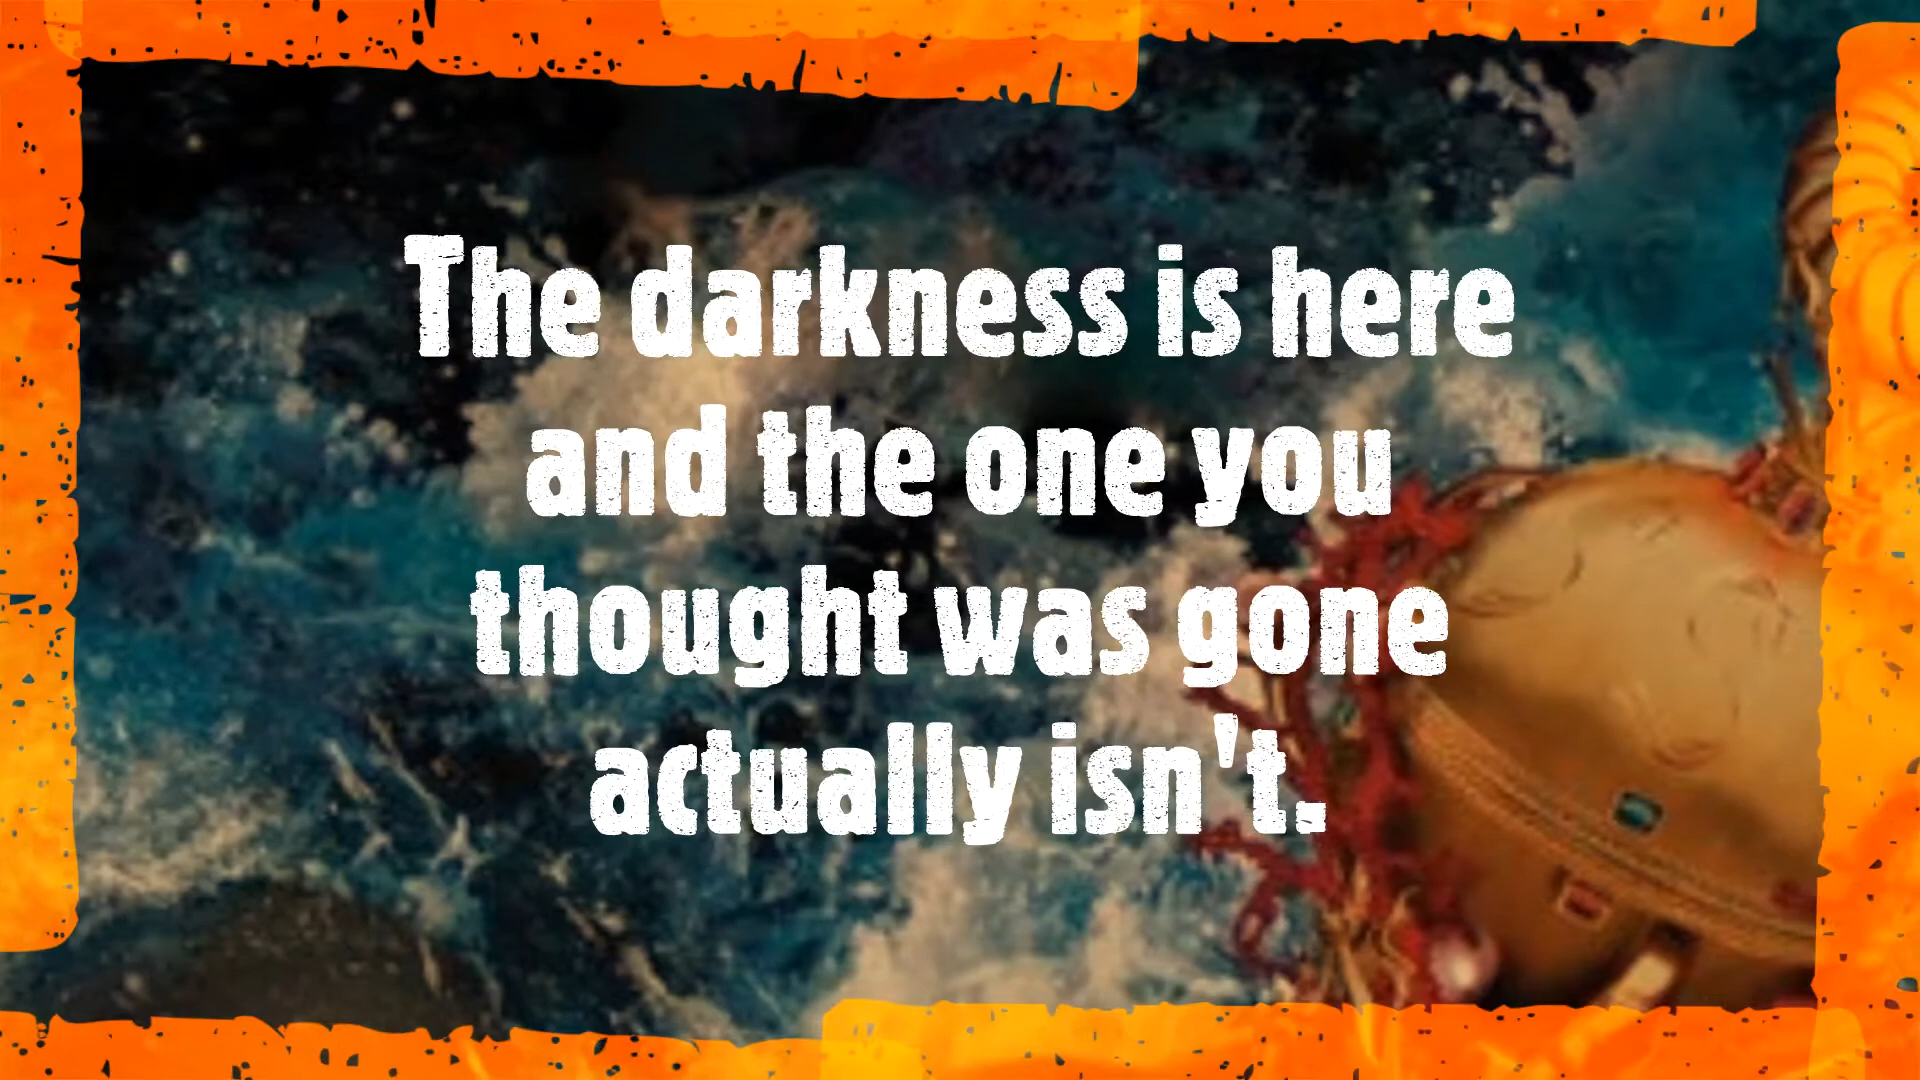 The darkness is here
and the one you
thought was gone
actually isn't.